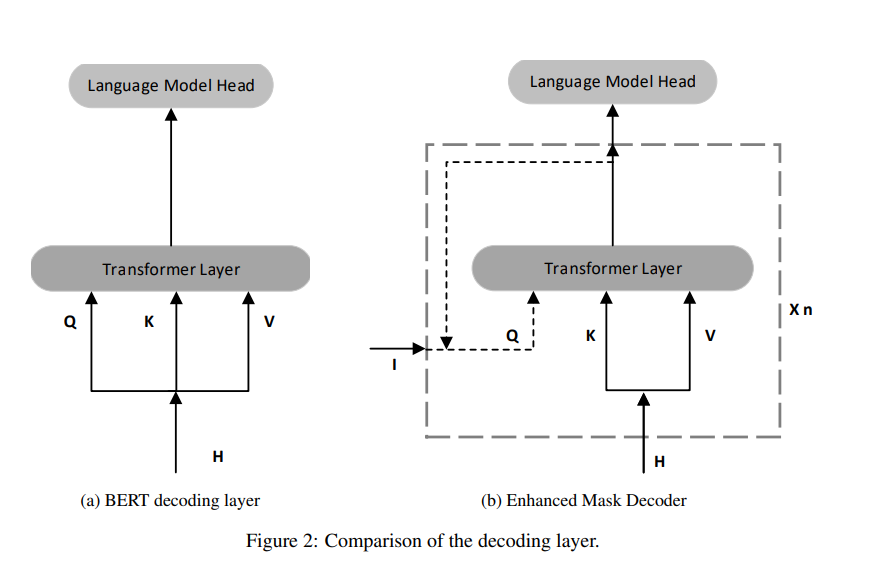 Language Model Head
Transformer Layer
Q
K
V
H
(a) BERT decoding layer
Language Model Head
Transformer Layer
X n
Q
K
V
I
H
(b) Enhanced Mask Decoder
Figure 2: Comparison of the decoding layer.